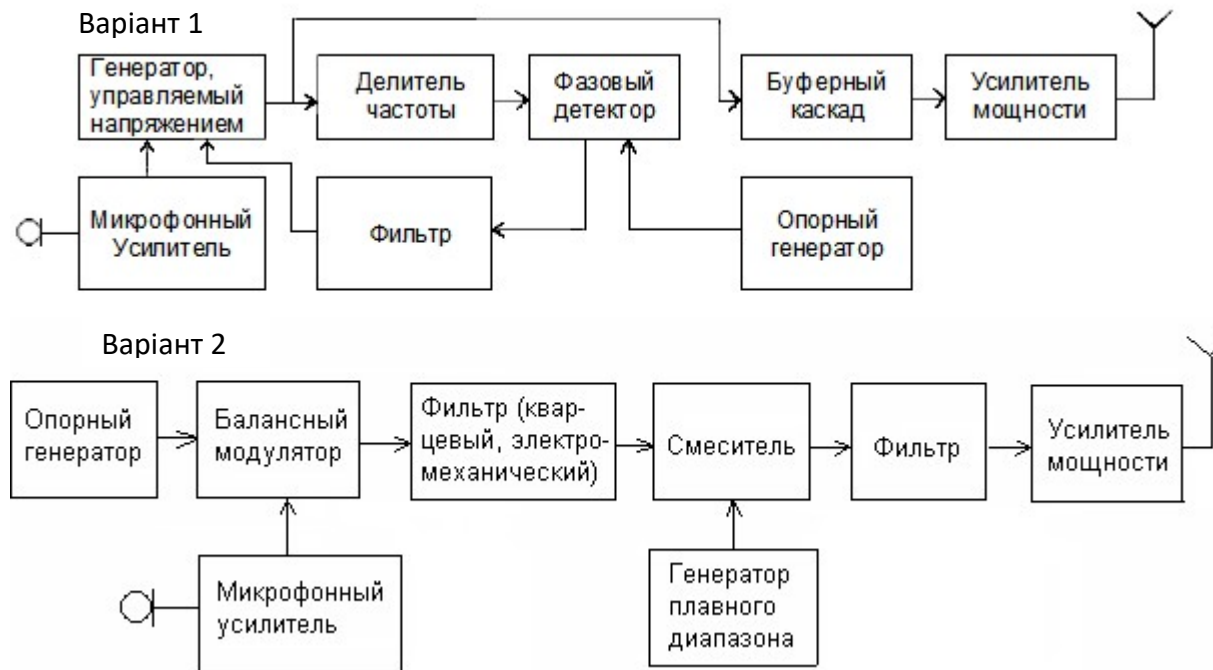 Варіант 1
Генератор,
управляемый
напряжением
Делитель
частоты
Фазовый
детектор
Буферный
каскад
Усилитель
мощности
Микрофонный
Усилитель
Фильтр
Опорный
генератор
Варіант 2
Опорный
генератор
Балансный
модулятор
Фильтр (квар-
цевый, электро-
механический)
Смеситель
Фильтр
Усилитель
мощности
Микрофонный
усилитель
Генератор
плавного
диапазона